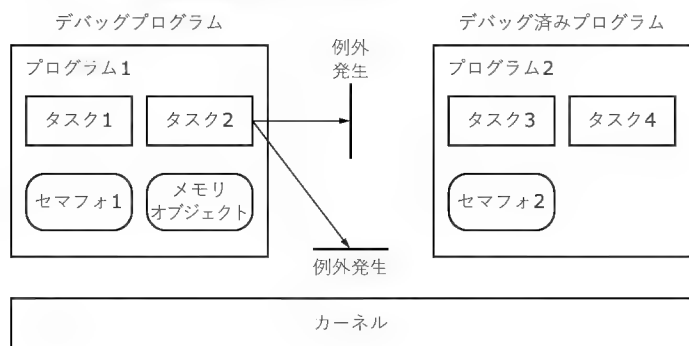 デバッグプログラム
プログラム1
タスク1
タスク2
セマフォ1
メモリ
オブジェクト
例外
発生
例外発生
デバッグ済みプログラム
プログラム2
タスク3
タスク4
セマフォ2
カーネル